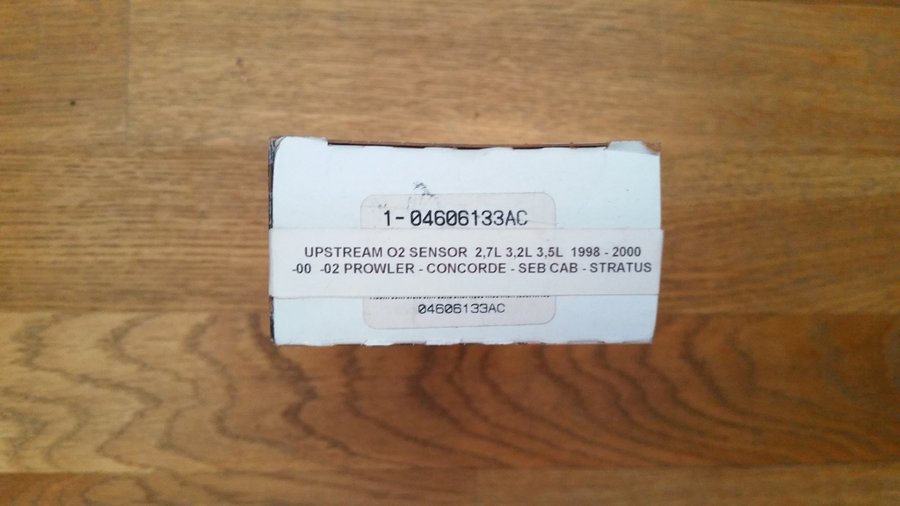 1- 04606133AC
UPSTREAM O2 SENSOR 2,7L 3,2L 3,5L 1998 - 2000
-00 -02 PROWLER - CONCORDE - SEB CAB - STRATUS
04606133AC